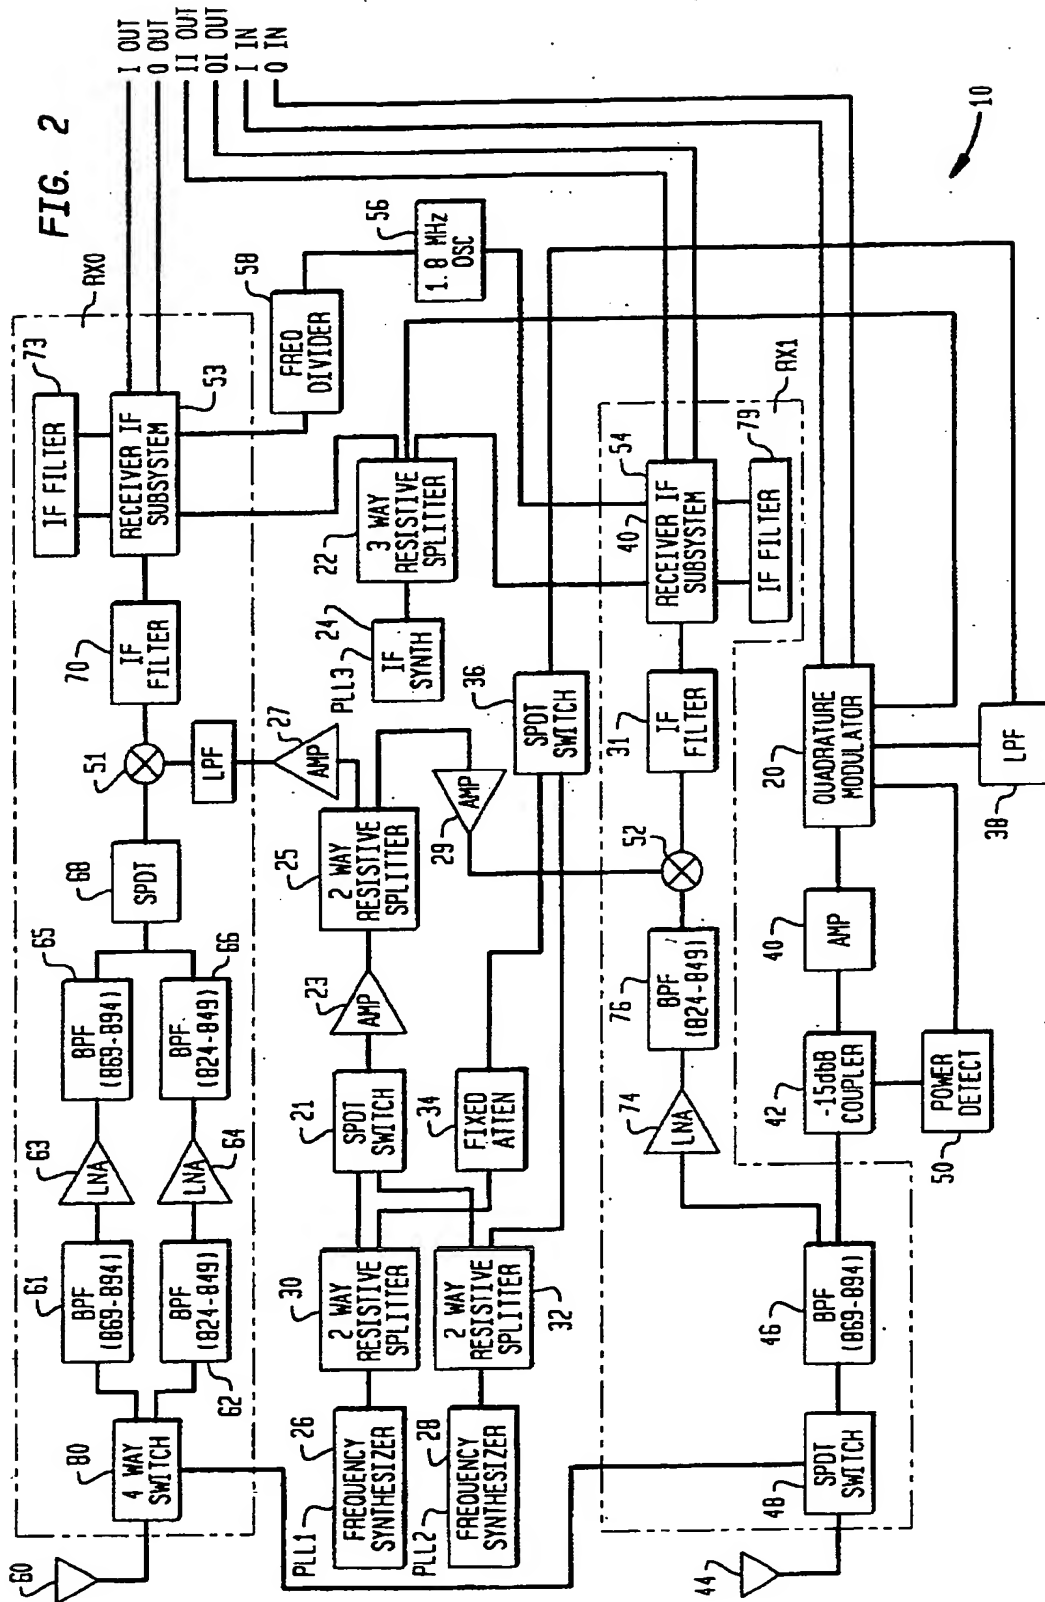 FIG. 2
I OUT
Q OUT
II OUT
QI OUT
I IN
Q IN
10
RX0
73
IF FILTER
53
RECEIVER IF
SUBSYSTEM
70
IF
FILTER
51
LPF
27
AMP
68
SPDT
65
BPF
(869-894)
66
BPF
(824-849)
63
LNA
64
LNA
61
BPF
(869-894)
62
BPF
(824-849)
80
4 WAY
SWITCH
60
58
FREQ
DIVIDER
56
1.8 MHz
OSC
22
3 WAY
RESISTIVE
SPLITTER
24
PLL3
IF
SYNTH
36
SPDT
SWITCH
25
2 WAY
RESISTIVE
SPLITTER
29
AMP
23
AMP
21
SPDT
SWITCH
34
FIXED
ATTEN
30
2 WAY
RESISTIVE
SPLITTER
32
2 WAY
RESISTIVE
SPLITTER
26
PLL1
FREQUENCY
SYNTHESIZER
28
PLL2
FREQUENCY
SYNTHESIZER
RX1
54
40
RECEIVER IF
SUBSYSTEM
79
IF FILTER
31
IF
FILTER
52
76
BPF
(824-849)
74
LNA
20
QUADRATURE
MODULATOR
38
LPF
40
AMP
42
-15dbB
COUPLER
50
POWER
DETECT
46
BPF
(869-894)
48
SPDT
SWITCH
44